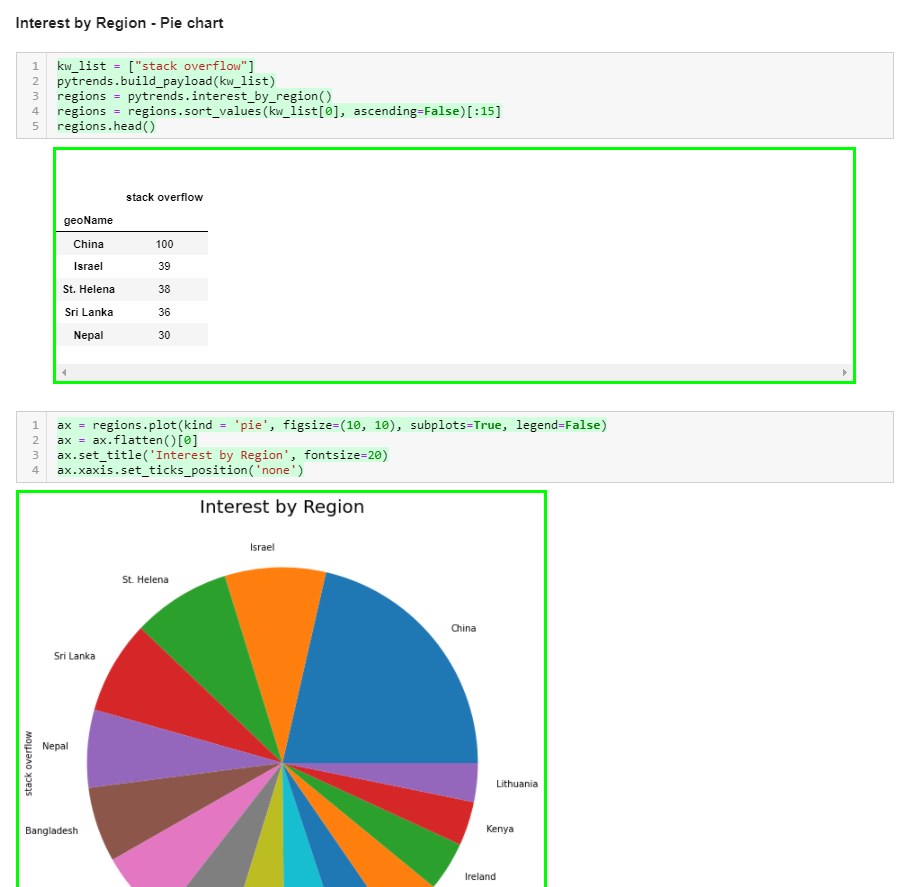 Interest by Region - Pie chart
1 kw_list = ["stack overflow"]
2 pytrends.build_payload(kw_list)
3 regions = pytrends.interest_by_region()
4 regions = regions.sort_values(kw_list[0], ascending=False)[:15]
5 regions.head()
stack overflow
geoName
China 100
Israel 39
St. Helena 38
Sri Lanka 36
Nepal 30
1 ax = regions.plot(kind = 'pie', figsize=(10, 10), subplots=True, legend=False)
2 ax = ax.flatten()[0]
3 ax.set_title('Interest by Region', fontsize=20)
4 ax.xaxis.set_ticks_position('none')
Interest by Region
Israel
St. Helena
China
Sri Lanka
Nepal
stack overflow
Lithuania
Bangladesh
Kenya
Ireland